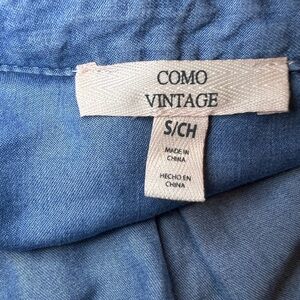 COMO
VINTAGE
S/CH
MADE IN
CHINA
HECHO EN
CHINA